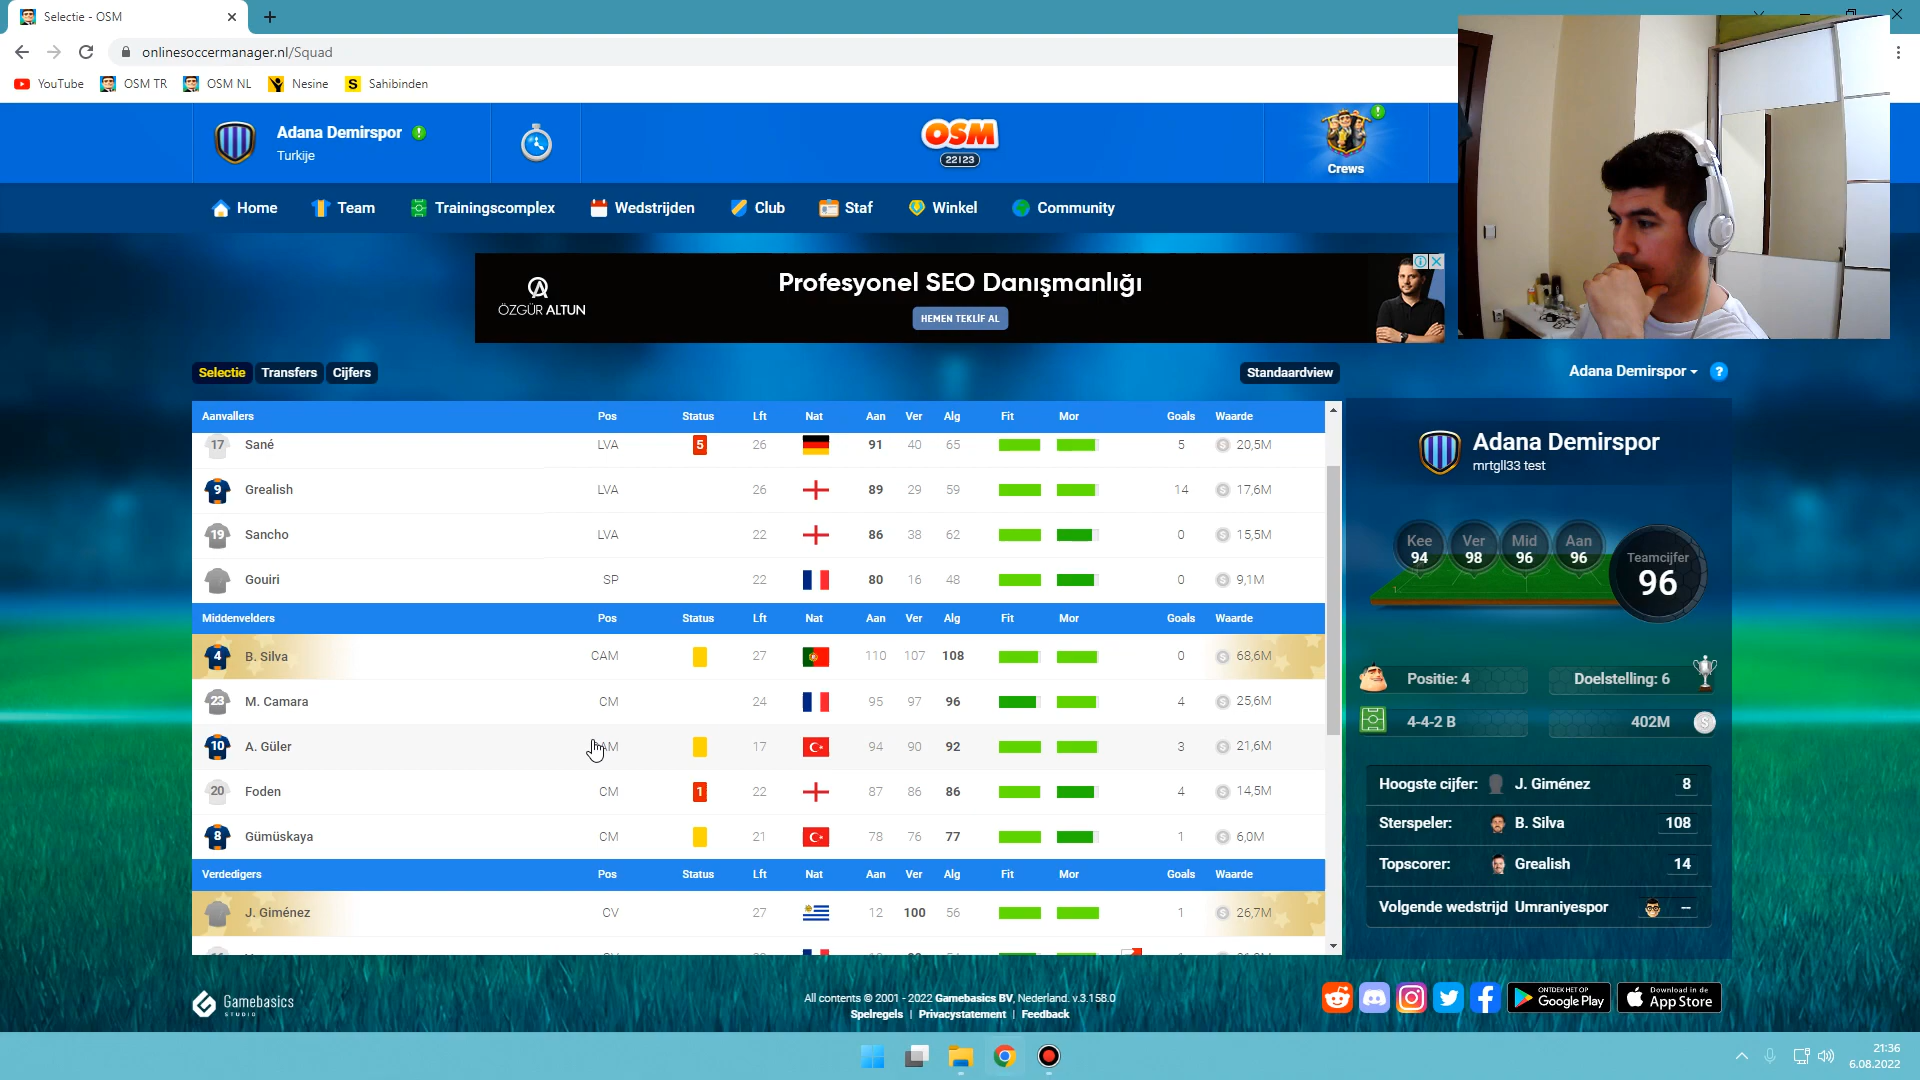 Selectie - OSM
onlinesoccermanager.nl/Squad
YouTube OSM TR OSM NL Nesine Sahibinden
Adana Demirspor
Turkije
OSM
22|23
Crews
Home Team Trainingscomplex Wedstrijden Club Staf Winkel Community
ÖZGÜR ALTUN
Profesyonel SEO Danışmanlığı
HEMEN TEKLİF AL
Selectie Transfers Cijfers Standaardview
Adana Demirspor ?
Aanvallers Pos Status Lft Nat Aan Ver Alg Fit Mor Goals Waarde
17 Sané LVA 5 26 91 40 65 5 20,5M
9 Grealish LVA 26 89 29 59 14 17,6M
19 Sancho LVA 22 86 38 62 0 15,5M
Gouiri SP 22 80 16 48 0 9,1M
Middenvelders Pos Status Lft Nat Aan Ver Alg Fit Mor Goals Waarde
4 B. Silva CAM 27 110 107 108 0 68,6M
23 M. Camara CM 24 95 97 96 4 25,6M
10 A. Güler AM 17 94 90 92 3 21,6M
20 Foden CM 1 22 87 86 86 4 14,5M
8 Gümüskaya CM 21 78 76 77 1 6,0M
Verdedigers Pos Status Lft Nat Aan Ver Alg Fit Mor Goals Waarde
J. Giménez CV 27 12 100 56 1 26,7M
Adana Demirspor
mrtgll33 test
Kee 94
Ver 98
Mid 96
Aan 96
Teamcijfer
96
Positie: 4 Doelstelling: 6
4-4-2 B 402M
Hoogste cijfer: J. Giménez 8
Sterspeler: B. Silva 108
Topscorer: Grealish 14
Volgende wedstrijd Umraniyespor --
Gamebasics
STUDIO
All contents © 2001 - 2022 Gamebasics BV, Nederland. v.3.158.0
Spelregels | Privacystatement | Feedback
ONTDEK HET OP
Google Play
Download in de
App Store
21:36
6.08.2022